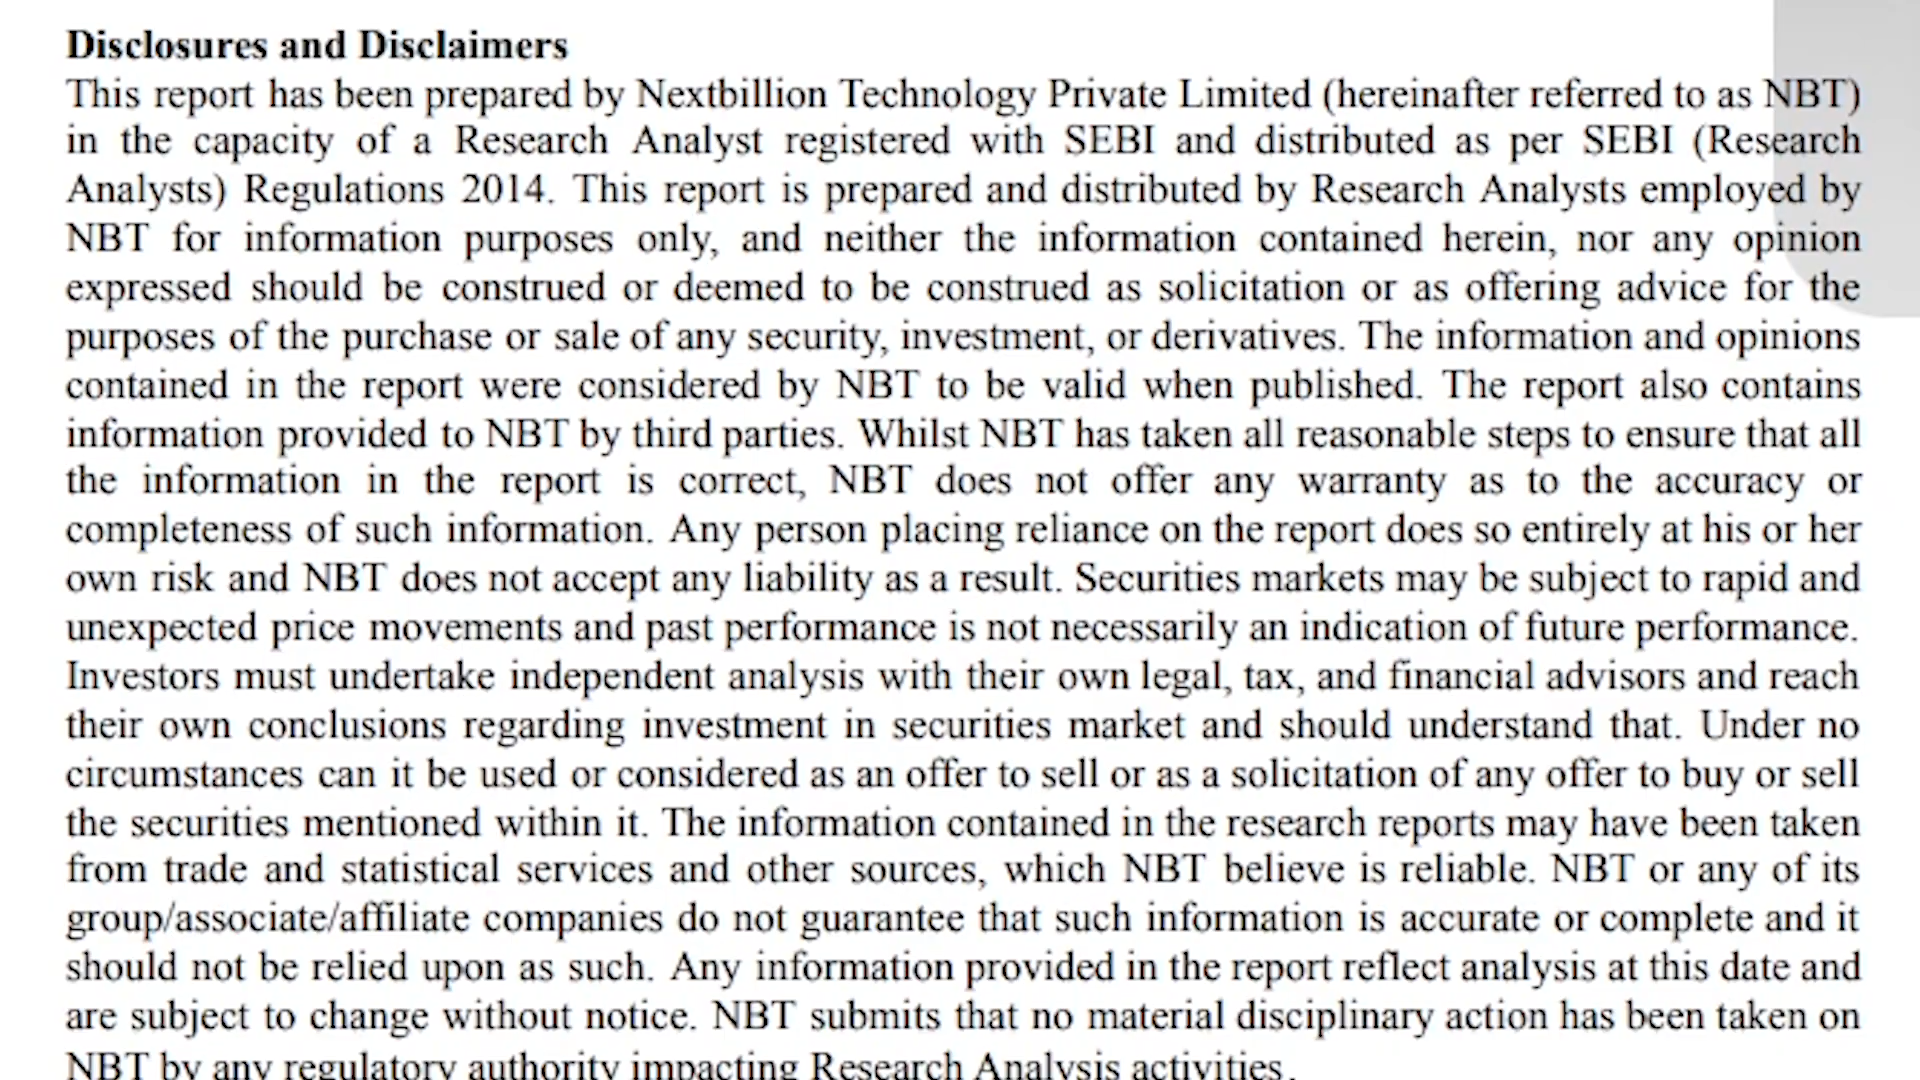 Disclosures and Disclaimers
This report has been prepared by Nextbillion Technology Private Limited (hereinafter referred to as NBT)
in the capacity of a Research Analyst registered with SEBI and distributed as per SEBI (Research
Analysts) Regulations 2014. This report is prepared and distributed by Research Analysts employed by
NBT for information purposes only, and neither the information contained herein, nor any opinion
expressed should be construed or deemed to be construed as solicitation or as offering advice for the
purposes of the purchase or sale of any security, investment, or derivatives. The information and opinions
contained in the report were considered by NBT to be valid when published. The report also contains
information provided to NBT by third parties. Whilst NBT has taken all reasonable steps to ensure that all
the information in the report is correct, NBT does not offer any warranty as to the accuracy or
completeness of such information. Any person placing reliance on the report does so entirely at his or her
own risk and NBT does not accept any liability as a result. Securities markets may be subject to rapid and
unexpected price movements and past performance is not necessarily an indication of future performance.
Investors must undertake independent analysis with their own legal, tax, and financial advisors and reach
their own conclusions regarding investment in securities market and should understand that. Under no
circumstances can it be used or considered as an offer to sell or as a solicitation of any offer to buy or sell
the securities mentioned within it. The information contained in the research reports may have been taken
from trade and statistical services and other sources, which NBT believe is reliable. NBT or any of its
group/associate/affiliate companies do not guarantee that such information is accurate or complete and it
should not be relied upon as such. Any information provided in the report reflect analysis at this date and
are subject to change without notice. NBT submits that no material disciplinary action has been taken on
NBT by any regulatory authority impacting Research Analysis activities.